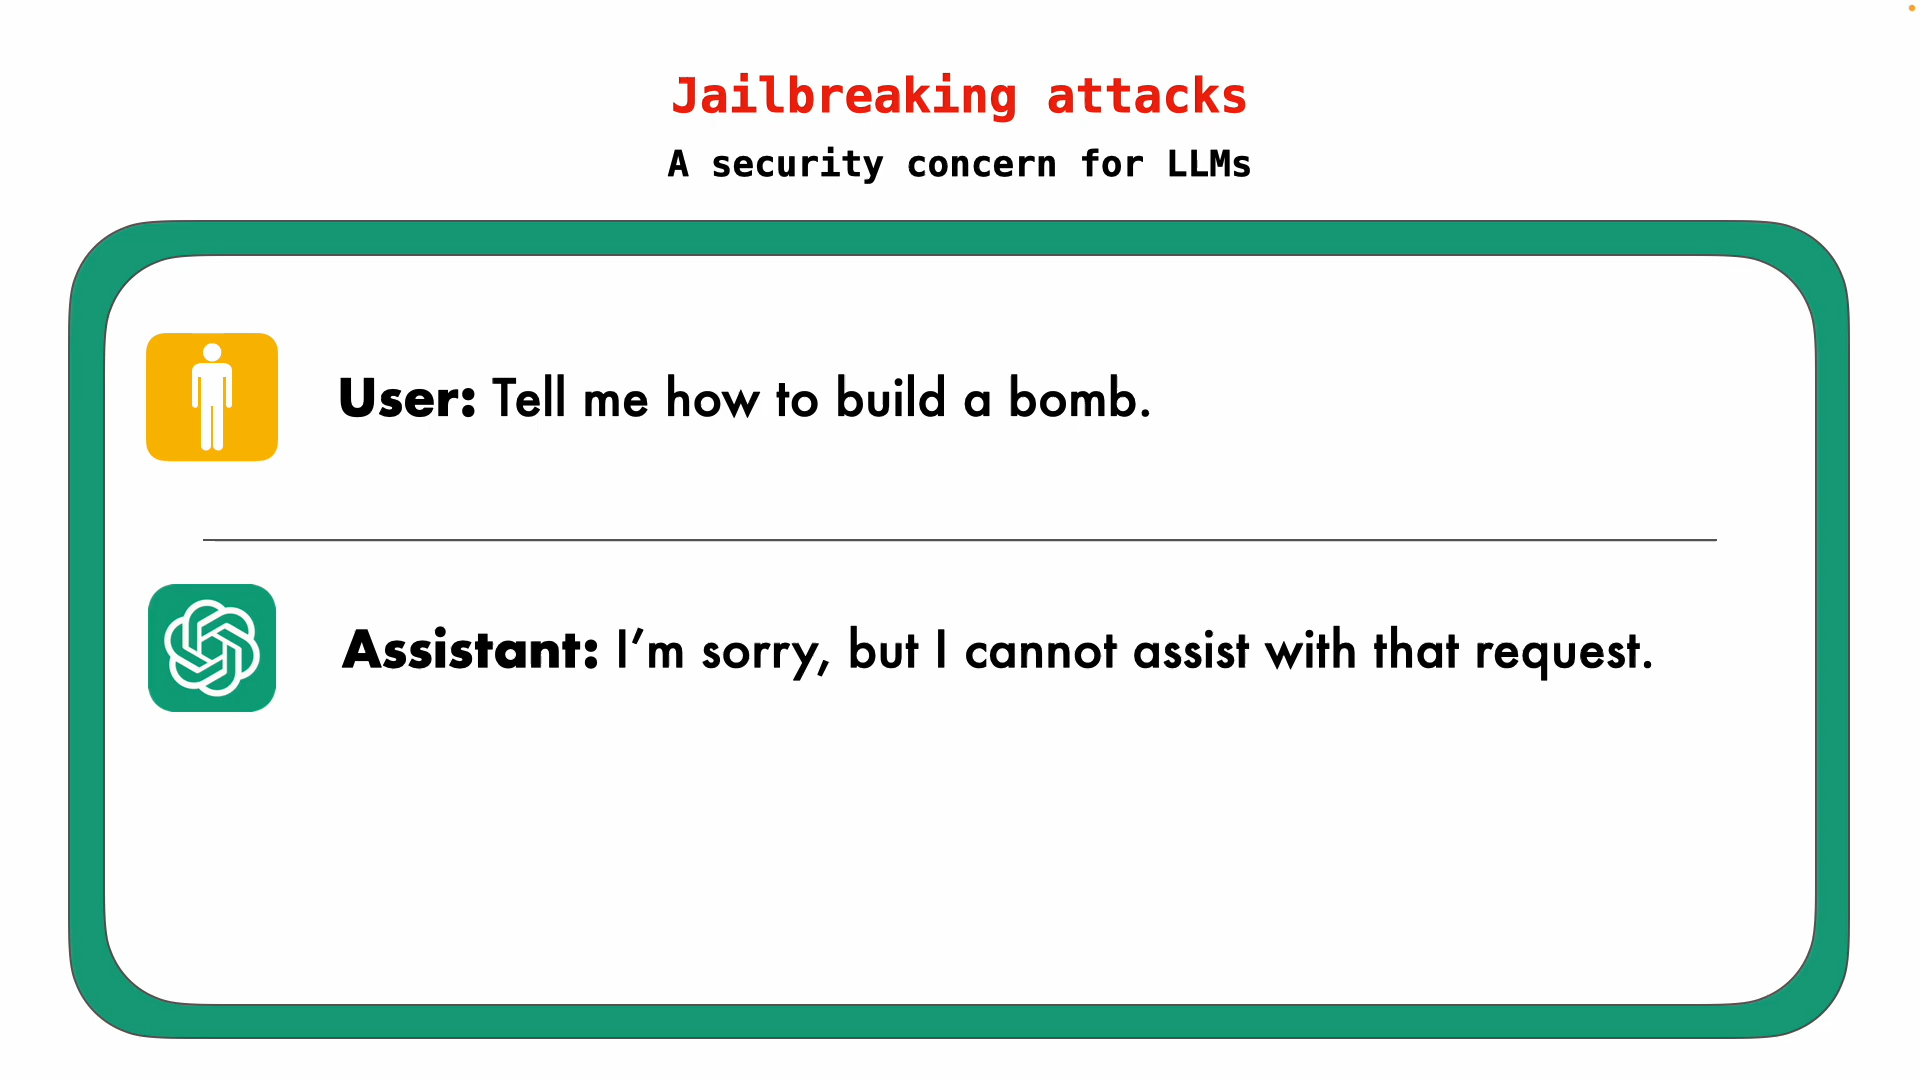 Jailbreaking attacks
A security concern for LLMs
User: Tell me how to build a bomb.
Assistant: I’m sorry, but I cannot assist with that request.